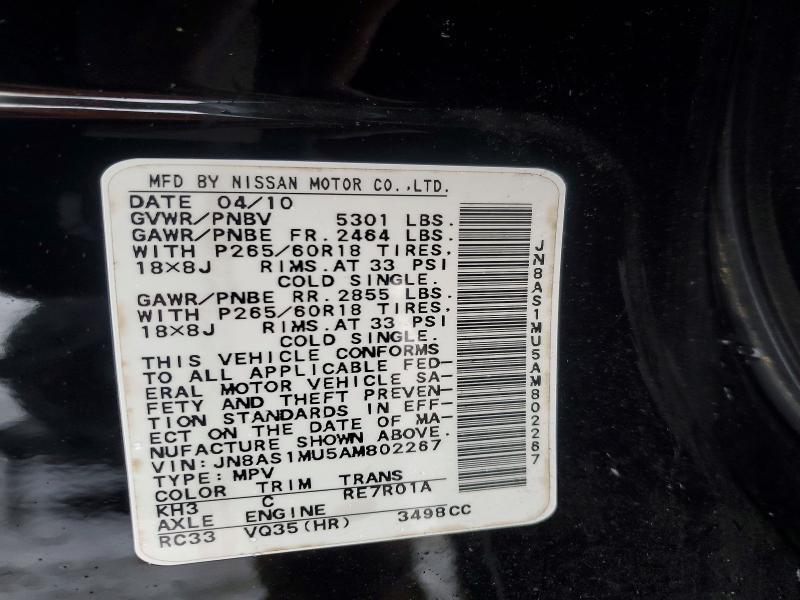 MFD BY NISSAN MOTOR CO.,LTD.
DATE 04/10
GVWR/PNBV 5301 LBS.
GAWR/PNBE FR. 2464 LBS.
WITH P265/60R18 TIRES,
18X8J RIMS.AT 33 PSI
COLD SINGLE.
GAWR/PNBE RR. 2855 LBS.
WITH P265/60R18 TIRES,
18X8J RIMS.AT 33 PSI
COLD SINGLE.
THIS VEHICLE CONFORMS
TO ALL APPLICABLE FED-
ERAL MOTOR VEHICLE SA-
FETY AND THEFT PREVEN-
TION STANDARDS IN EFF-
ECT ON THE DATE OF MA-
NUFACTURE SHOWN ABOVE.
VIN: JN8AS1MU5AM802267
TYPE: MPV
COLOR TRIM TRANS
KH3 C RE7R01A
AXLE ENGINE
RC33 VQ35(HR) 3498CC
JN8AS1MU5AM802267